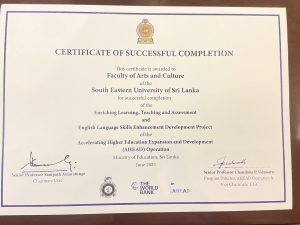 CERTIFICATE OF SUCCESSFUL COMPLETION
This certificate is awarded to
Faculty of Arts and Culture
of the
South Eastern University of Sri Lanka
for successful completion
of the
Enriching Learning, Teaching and Assessment
and
English Language Skills Enhancement Development Project
of the
Accelerating Higher Education Expansion and Development
(AHEAD) Operation
Ministry of Education, Sri Lanka
June 2023
Senior Professor Sampath Amaratunge
Chairman UGC
Senior Professor Chandana P.
Program Director, AHEAD Operation &
Vice Chairman, UGC
THE
WORLD
BANK
AHEAD